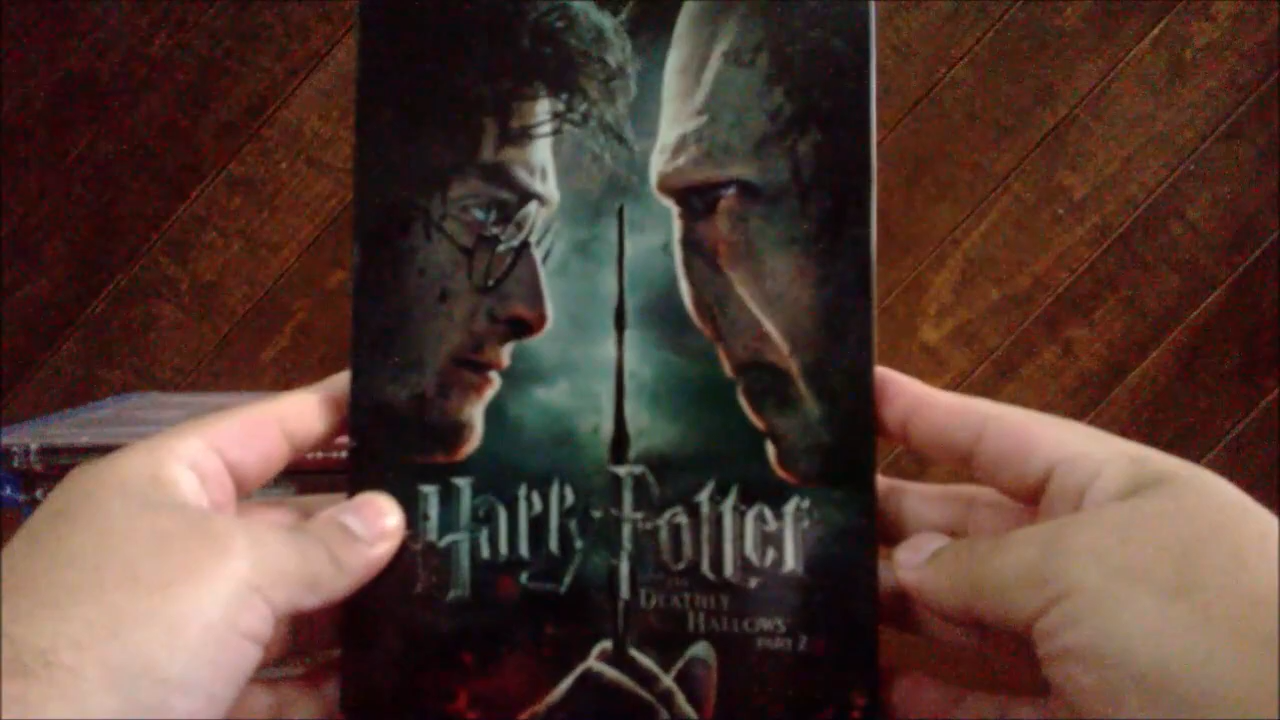 Harry Potter
and the
Deathly
Hallows
Part 2